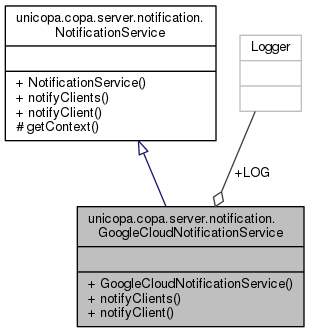 unicopa.copa.server.notification.
NotificationService
+ NotificationService()
+ notifyClients()
+ notifyClient()
# getContext()
Logger
+LOG
unicopa.copa.server.notification.
GoogleCloudNotificationService
+ GoogleCloudNotificationService()
+ notifyClients()
+ notifyClient()